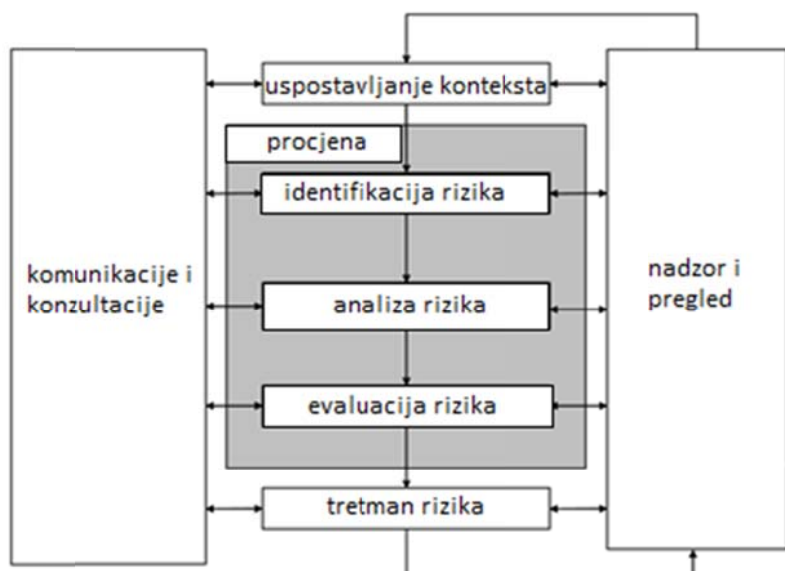 uspostavljanje konteksta
procjena
identifikacija rizika
komunikacije i
konzultacije
analiza rizika
nadzor i
pregled
evaluacija rizika
tretman rizika